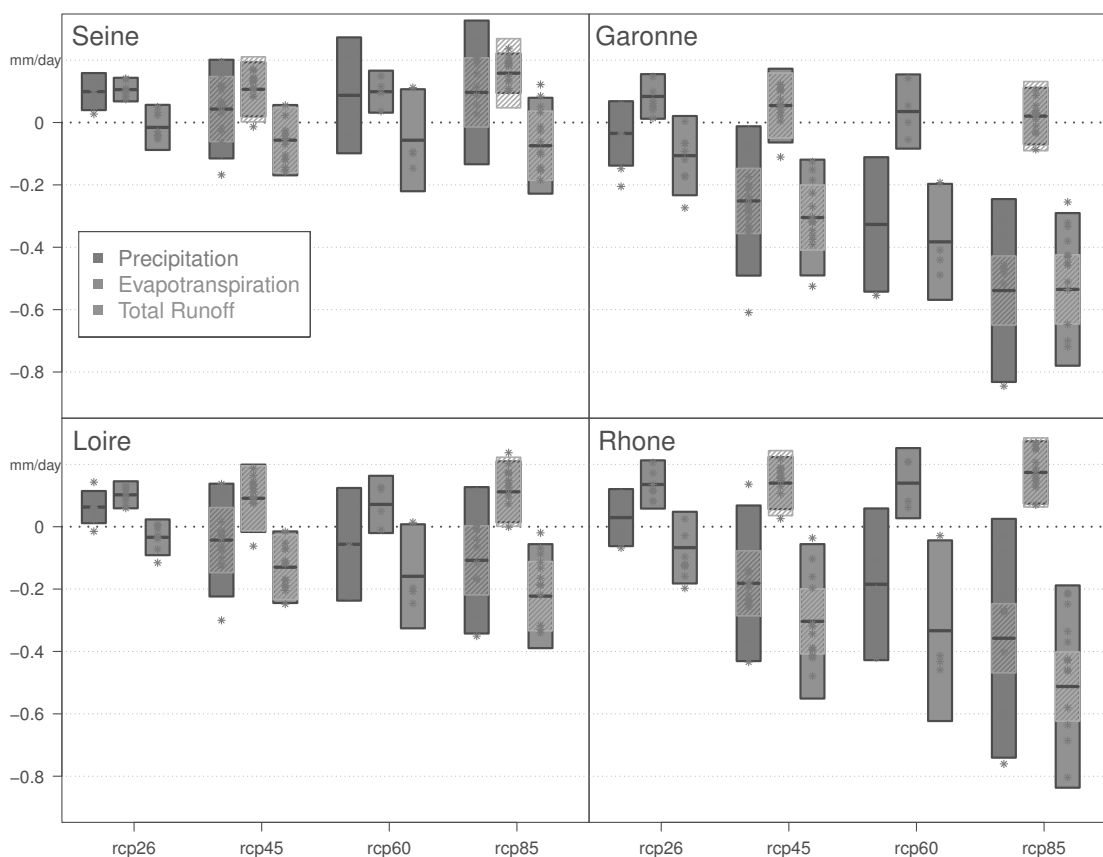 Seine
Garonne
mm/day
0
−0.2
−0.4
−0.6
−0.8
Precipitation
Evapotranspiration
Total Runoff
Loire
Rhone
mm/day
0
−0.2
−0.4
−0.6
−0.8
rcp26 rcp45 rcp60 rcp85 rcp26 rcp45 rcp60 rcp85